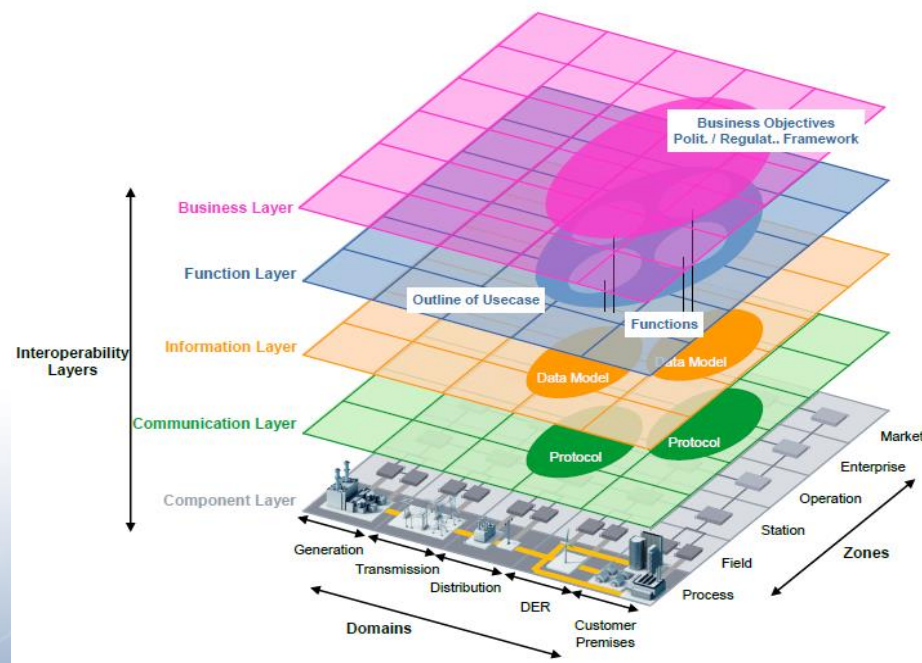 Business Objectives
Polit. / Regulat.. Framework
Business Layer
Function Layer
Outline of Usecase
Functions
Interoperability
Layers
Information Layer
Data Model
Data Model
Communication Layer
Protocol
Protocol
Component Layer
Market
Enterprise
Operation
Station
Field
Process
Zones
Generation
Transmission
Distribution
DER
Customer
Premises
Domains